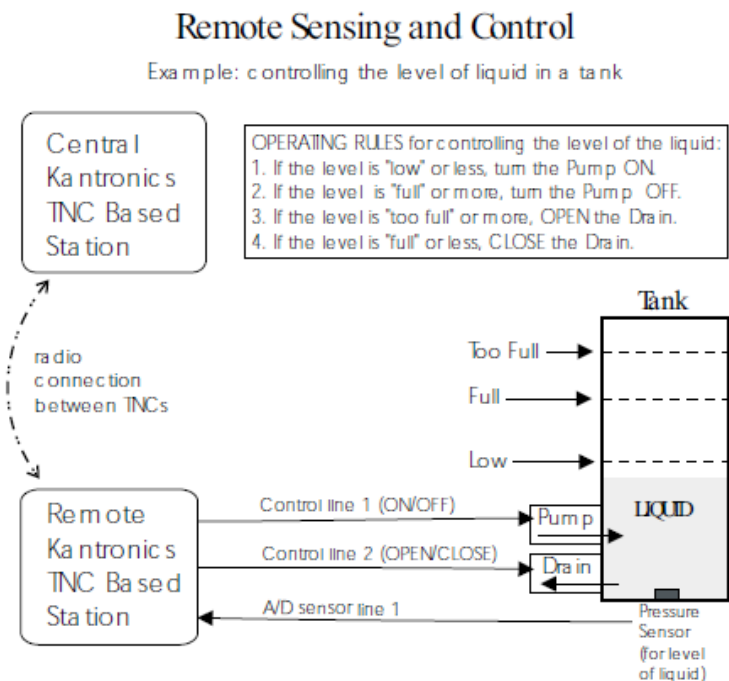 Remote Sensing and Control
Example: controlling the level of liquid in a tank
Central
Kantronics
TNC Based
Station
OPERATING RULES for controlling the level of the liquid:
1. If the level is "low" or less, turn the Pump ON.
2. If the level is "full" or more, turn the Pump OFF.
3. If the level is "too full" or more, OPEN the Drain.
4. If the level is "full" or less, CLOSE the Drain.
radio
connection
between TNCs
Tank
Too Full
Full
Low
LIQUID
Remote
Kantronics
TNC Based
Station
Control line 1 (ON/OFF)
Pump
Control line 2 (OPEN/CLOSE)
Drain
A/D sensor line 1
Pressure
Sensor
(for level
of liquid)